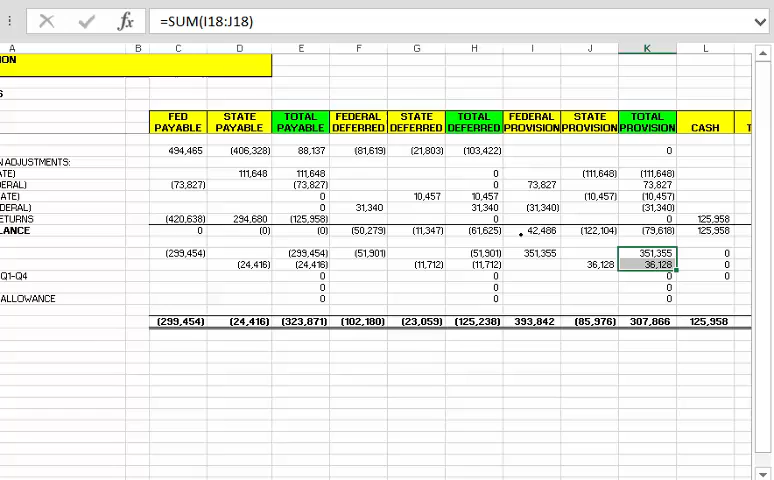 fx =SUM(I18:J18)
A B C D E F G H I J K L
ION
S
FED STATE TOTAL FEDERAL STATE TOTAL FEDERAL STATE TOTAL
PAYABLE PAYABLE PAYABLE DEFERRED DEFERRED DEFERRED PROVISION PROVISION PROVISION CASH T
494,465 (406,328) 88,137 (81,619) (21,803) (103,422) 0
N ADJUSTMENTS:
ATE) 111,648 111,648 0 (111,648) (111,648)
DERAL) (73,827) (73,827) 0 73,827 73,827
ATE) 0 10,457 10,457 (10,457) (10,457)
DERAL) 0 31,340 31,340 (31,340) (31,340)
ETURNS (420,638) 294,680 (125,958) 0 0 125,958
LANCE 0 (0) (0) (50,279) (11,347) (61,625) 42,486 (122,104) (79,618) 125,958
(299,454) (299,454) (51,901) (51,901) 351,355 351,355 0
(24,416) (24,416) (11,712) (11,712) 36,128 36,128 0
Q1-Q4 0 0 0 0
0 0 0
ALLOWANCE 0 0 0
(299,454) (24,416) (323,871) (102,180) (23,059) (125,238) 393,842 (85,976) 307,866 125,958